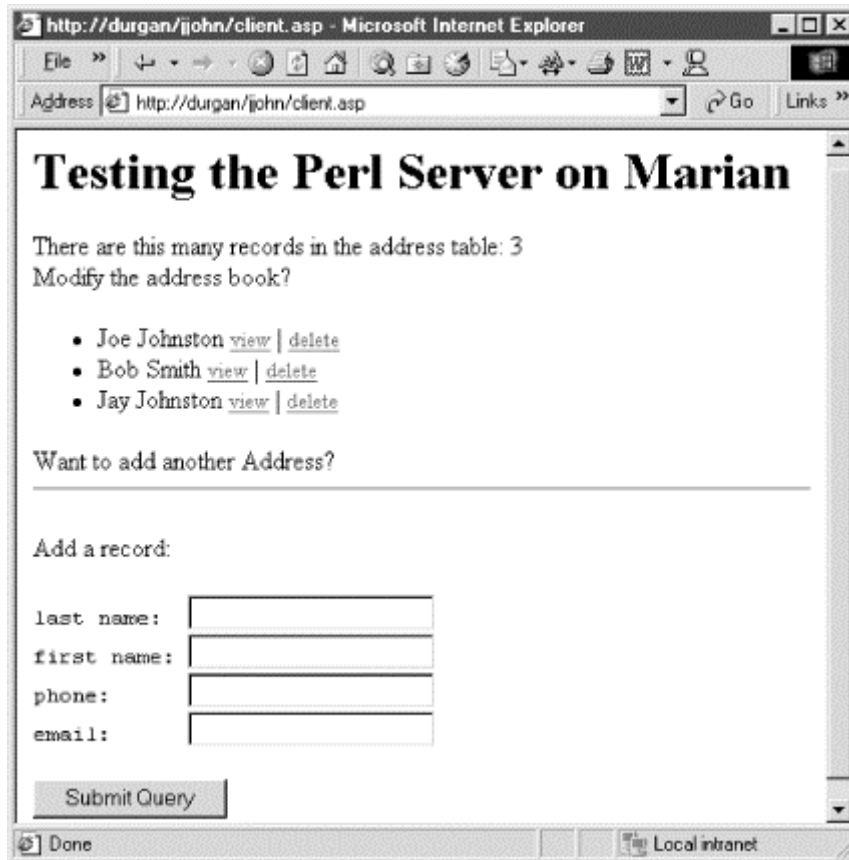 http://durgan/jjohn/client.asp - Microsoft Internet Explorer
File »
Address http://durgan/jjohn/client.asp Go Links »
Testing the Perl Server on Marian
There are this many records in the address table: 3
Modify the address book?
• Joe Johnston view | delete
• Bob Smith view | delete
• Jay Johnston view | delete
Want to add another Address?
Add a record:
last name:
first name:
phone:
email:
Submit Query
Done Local intranet